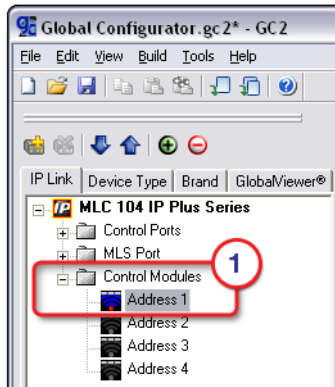 Global Configurator.gc2* - GC2
File Edit View Build Tools Help
IP Link Device Type Brand GlobalViewer®
IP MLC 104 IP Plus Series
Control Ports
MLS Port
Control Modules
1
Address 1
Address 2
Address 3
Address 4